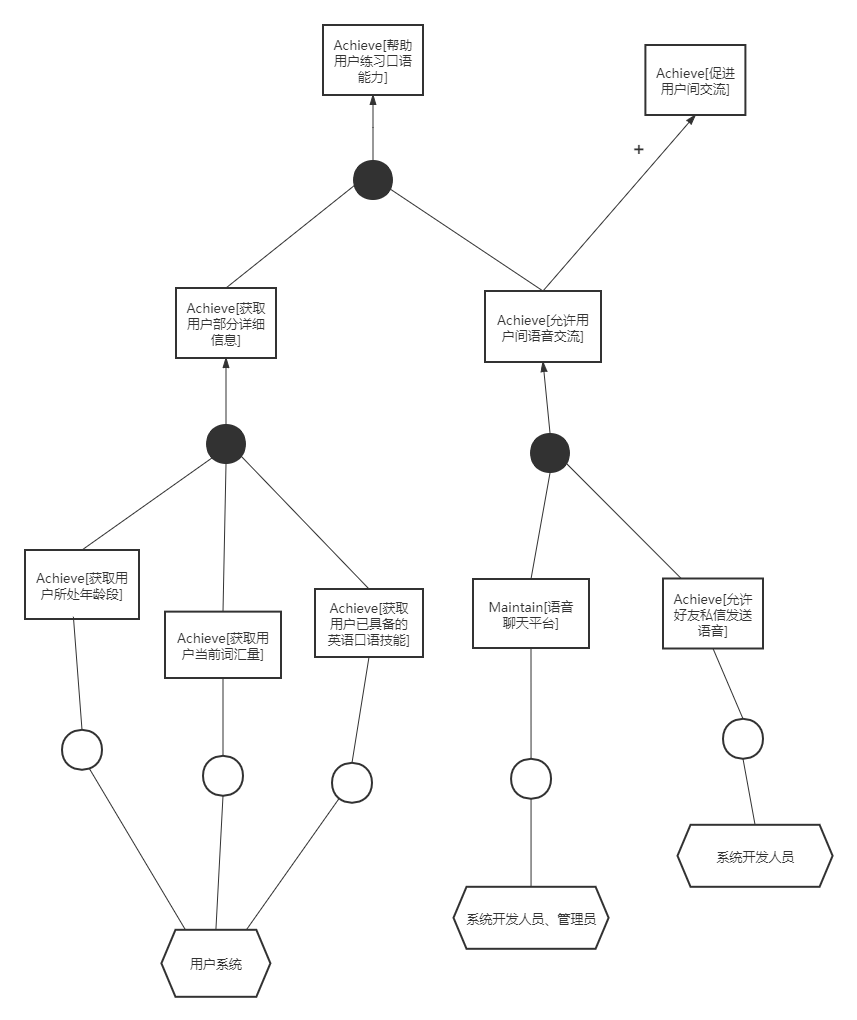 Achieve[帮助
用户练习口语
能力]
Achieve[促进
用户间交流]
+
Achieve[获取
用户部分详细
信息]
Achieve[允许用
户间语音交流]
Achieve[获取用
户所处年龄段]
Achieve[获取用
户当前词汇量]
Achieve[获取
用户已具备的
英语口语技能]
Maintain[语音
聊天平台]
Achieve[允许
好友私信发送
语音]
系统开发人员
系统开发人员、管理员
用户系统